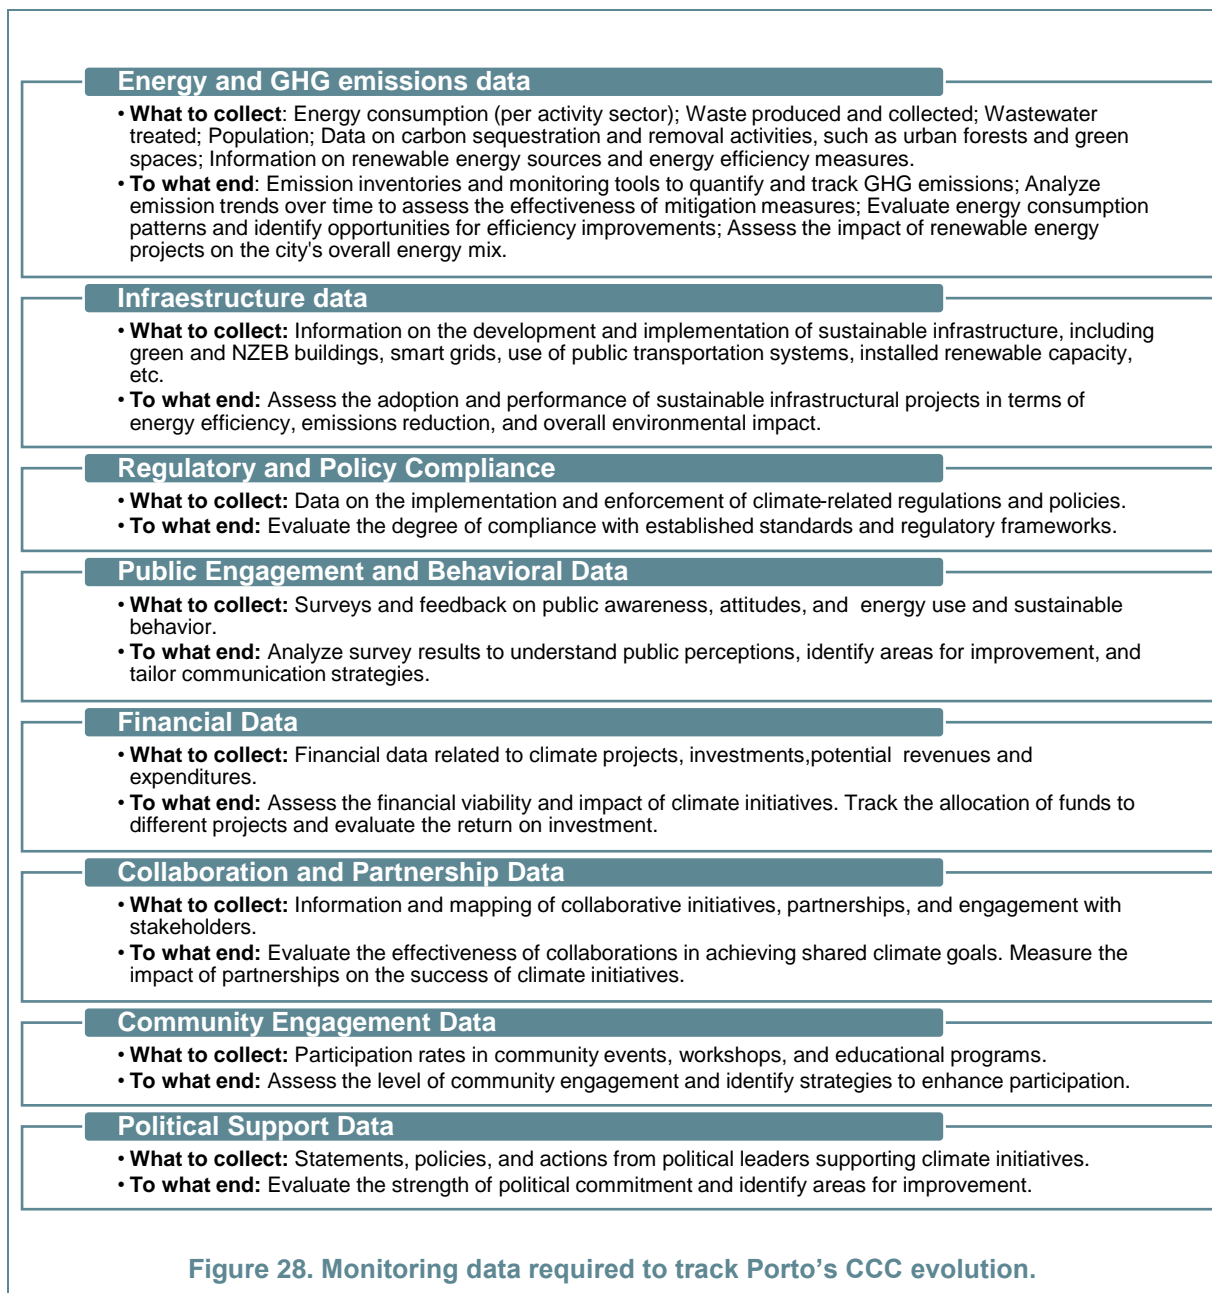 Energy and GHG emissions data
• What to collect: Energy consumption (per activity sector); Waste produced and collected; Wastewater
treated; Population; Data on carbon sequestration and removal activities, such as urban forests and green
spaces; Information on renewable energy sources and energy efficiency measures.
• To what end: Emission inventories and monitoring tools to quantify and track GHG emissions; Analyze
emission trends over time to assess the effectiveness of mitigation measures; Evaluate energy consumption
patterns and identify opportunities for efficiency improvements; Assess the impact of renewable energy
projects on the city's overall energy mix.
Infraestructure data
• What to collect: Information on the development and implementation of sustainable infrastructure, including
green and NZEB buildings, smart grids, use of public transportation systems, installed renewable capacity,
etc.
• To what end: Assess the adoption and performance of sustainable infrastructural projects in terms of
energy efficiency, emissions reduction, and overall environmental impact.
Regulatory and Policy Compliance
• What to collect: Data on the implementation and enforcement of climate-related regulations and policies.
• To what end: Evaluate the degree of compliance with established standards and regulatory frameworks.
Public Engagement and Behavioral Data
• What to collect: Surveys and feedback on public awareness, attitudes, and  energy use and sustainable
behavior.
• To what end: Analyze survey results to understand public perceptions, identify areas for improvement, and
tailor communication strategies.
Financial Data
• What to collect: Financial data related to climate projects, investments,potential  revenues and
expenditures.
• To what end: Assess the financial viability and impact of climate initiatives. Track the allocation of funds to
different projects and evaluate the return on investment.
Collaboration and Partnership Data
• What to collect: Information and mapping of collaborative initiatives, partnerships, and engagement with
stakeholders.
• To what end: Evaluate the effectiveness of collaborations in achieving shared climate goals. Measure the
impact of partnerships on the success of climate initiatives.
Community Engagement Data
• What to collect: Participation rates in community events, workshops, and educational programs.
• To what end: Assess the level of community engagement and identify strategies to enhance participation.
Political Support Data
• What to collect: Statements, policies, and actions from political leaders supporting climate initiatives.
• To what end: Evaluate the strength of political commitment and identify areas for improvement.
Figure 28. Monitoring data required to track Porto’s CCC evolution.